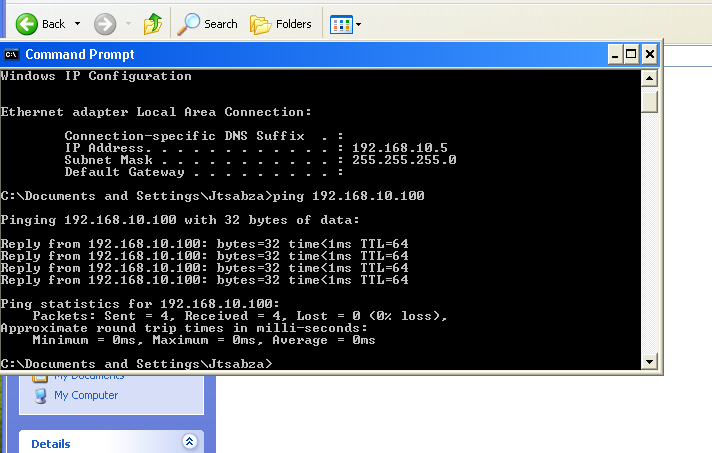 Back
Search
Folders
Command Prompt
Windows IP Configuration
Ethernet adapter Local Area Connection:
Connection-specific DNS Suffix  . :
IP Address. . . . . . . . . . . . : 192.168.10.5
Subnet Mask . . . . . . . . . . . : 255.255.255.0
Default Gateway . . . . . . . . . :
C:\Documents and Settings\Jtsabza>ping 192.168.10.100
Pinging 192.168.10.100 with 32 bytes of data:
Reply from 192.168.10.100: bytes=32 time<1ms TTL=64
Reply from 192.168.10.100: bytes=32 time<1ms TTL=64
Reply from 192.168.10.100: bytes=32 time<1ms TTL=64
Reply from 192.168.10.100: bytes=32 time<1ms TTL=64
Ping statistics for 192.168.10.100:
Packets: Sent = 4, Received = 4, Lost = 0 (0% loss),
Approximate round trip times in milli-seconds:
Minimum = 0ms, Maximum = 0ms, Average = 0ms
C:\Documents and Settings\Jtsabza>
My Documents
My Computer
Details